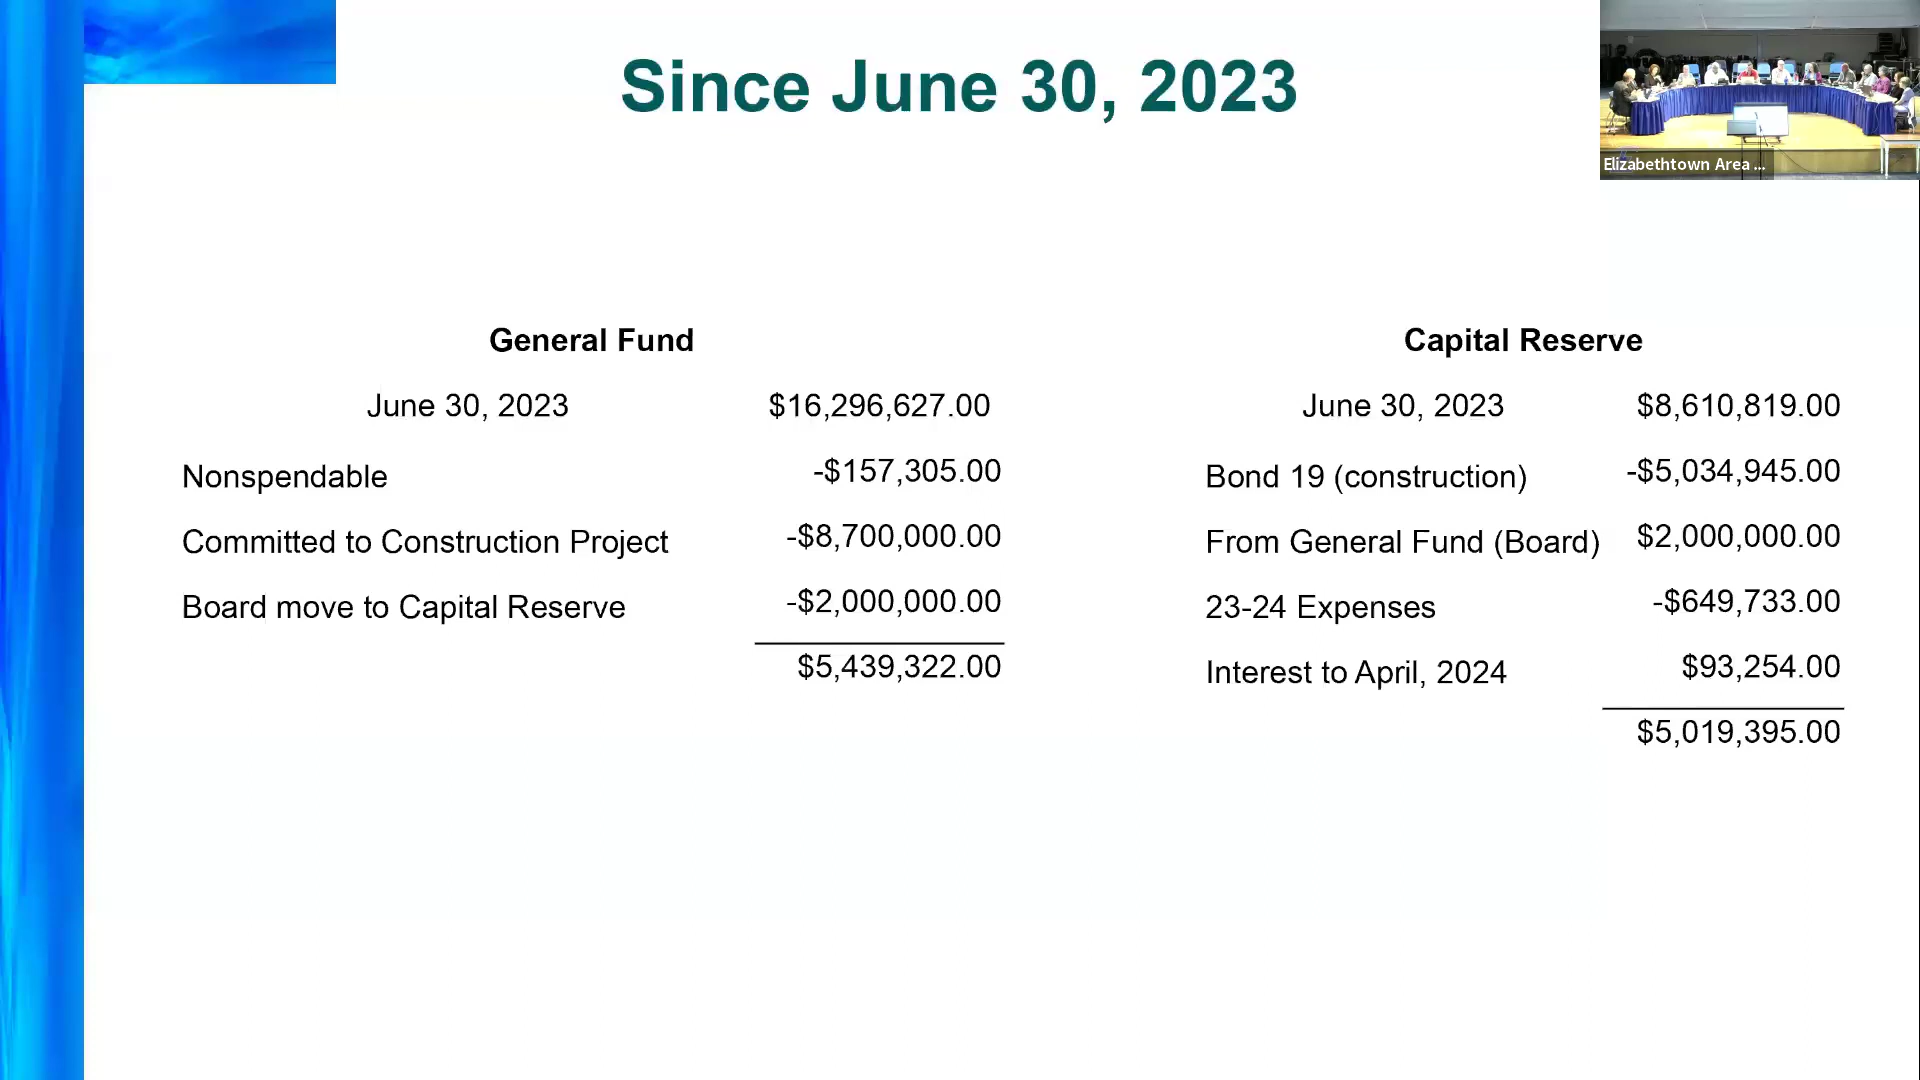 Since June 30, 2023
Elizabethtown Area ...
General Fund
June 30, 2023 $16,296,627.00
Nonspendable -$157,305.00
Committed to Construction Project -$8,700,000.00
Board move to Capital Reserve -$2,000,000.00
$5,439,322.00
Capital Reserve
June 30, 2023 $8,610,819.00
Bond 19 (construction) -$5,034,945.00
From General Fund (Board) $2,000,000.00
23-24 Expenses -$649,733.00
Interest to April, 2024 $93,254.00
$5,019,395.00